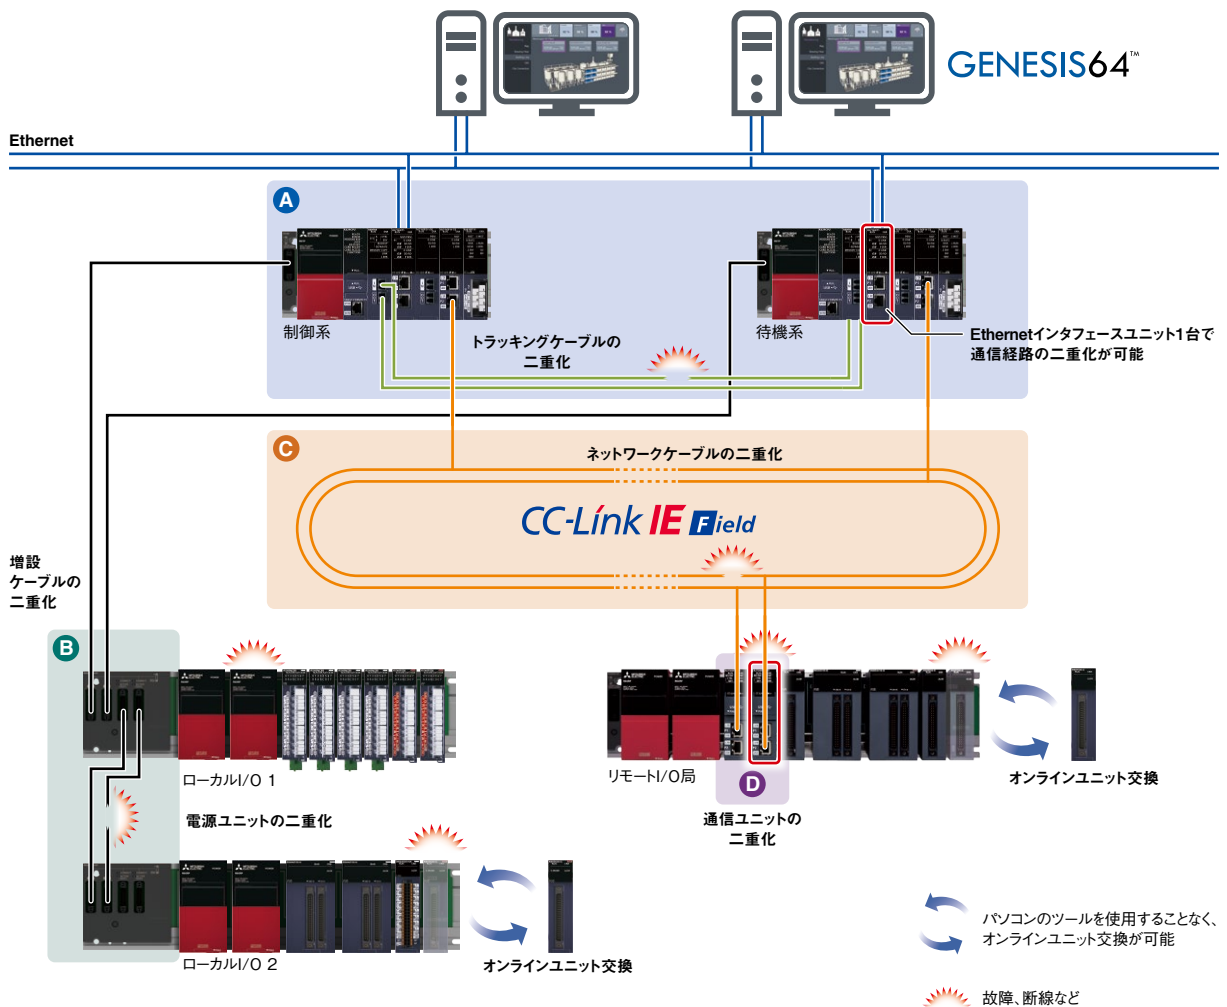 GENESIS64™
Ethernet
A
制御系
待機系
トラッキングケーブルの
二重化
Ethernetインタフェースユニット1台で
通信経路の二重化が可能
C
ネットワークケーブルの二重化
CC-Link IE Field
増設
ケーブルの
二重化
B
ローカルI/O 1
リモートI/O局
D
オンラインユニット交換
電源ユニットの二重化
通信ユニットの
二重化
ローカルI/O 2
オンラインユニット交換
パソコンのツールを使用することなく、
オンラインユニット交換が可能
故障、断線など